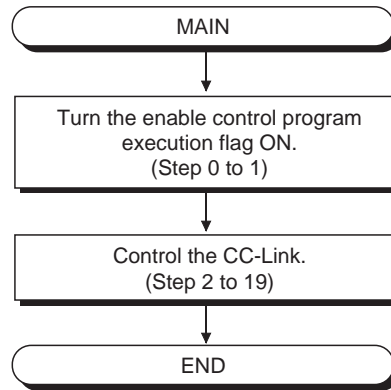 MAIN
Turn the enable control program
execution flag ON.
(Step 0 to 1)
Control the CC-Link.
(Step 2 to 19)
END